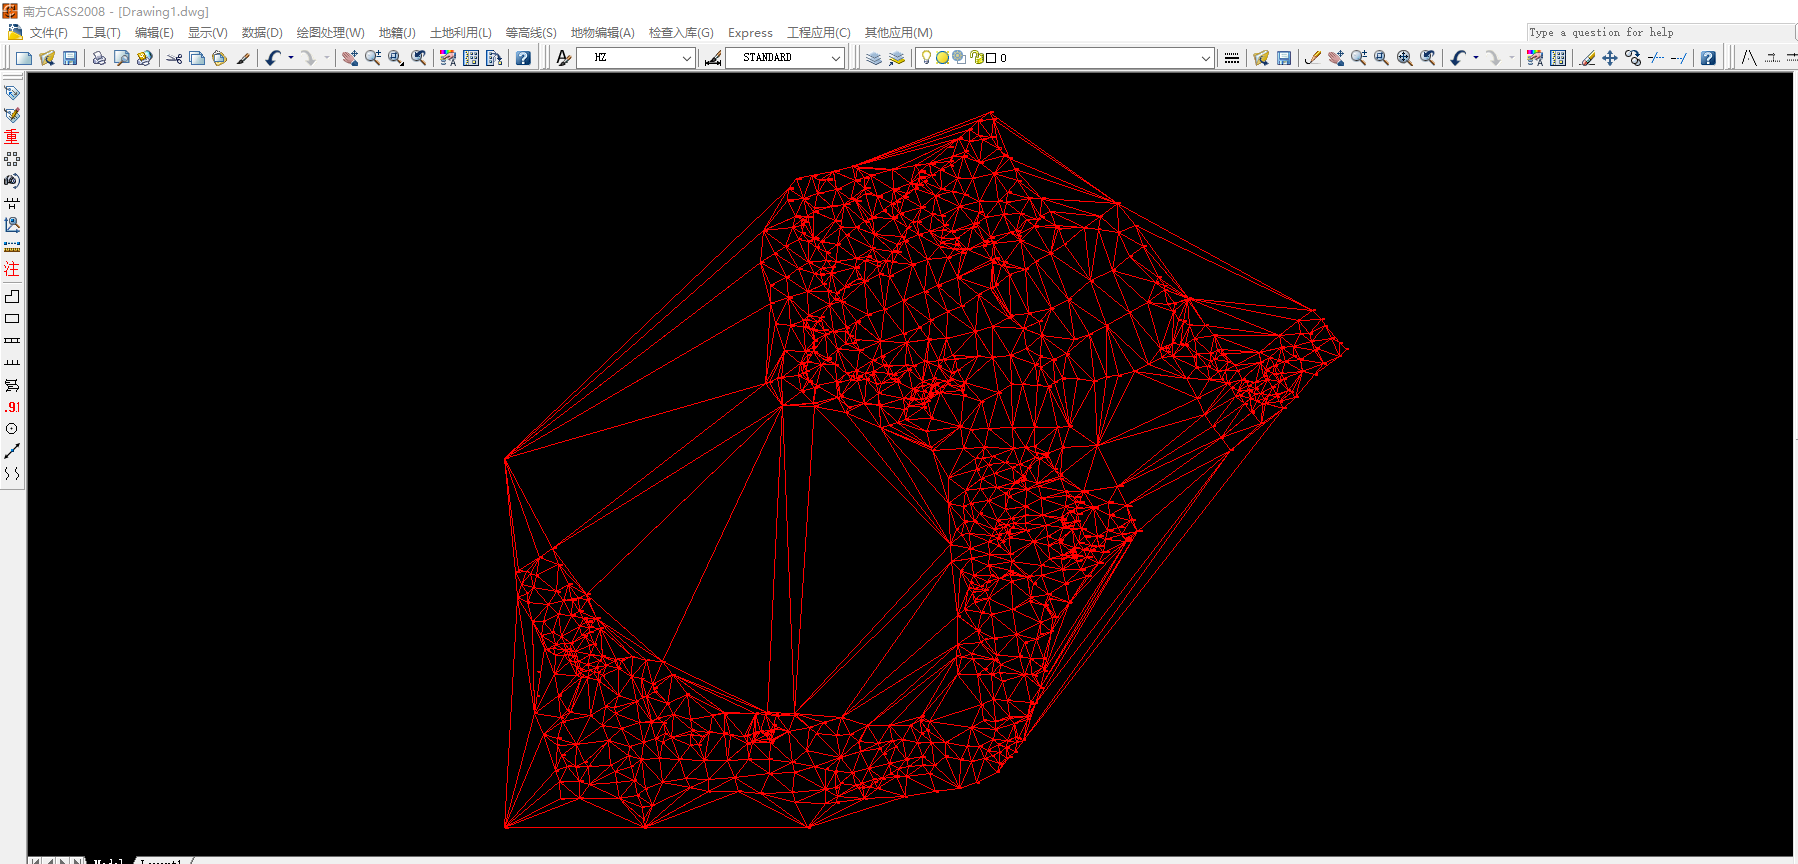 南方CASS2008 - [Drawing1.dwg]
文件(F) 工具(T) 编辑(E) 显示(V) 数据(D) 绘图处理(W) 地籍(J) 土地利用(L) 等高线(S) 地物编辑(A) 检查入库(G) Express 工程应用(C) 其他应用(M)
Type a question for help
HZ STANDARD 0
重
注
.91
Model Layout1